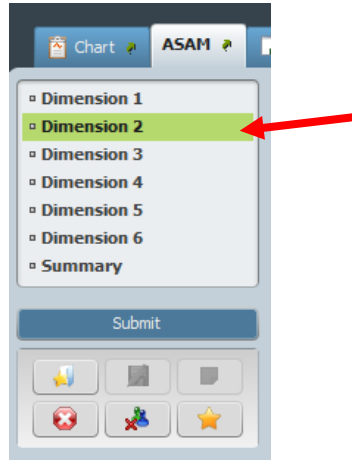 Chart ASAM
Dimension 1
Dimension 2
Dimension 3
Dimension 4
Dimension 5
Dimension 6
Summary
Submit